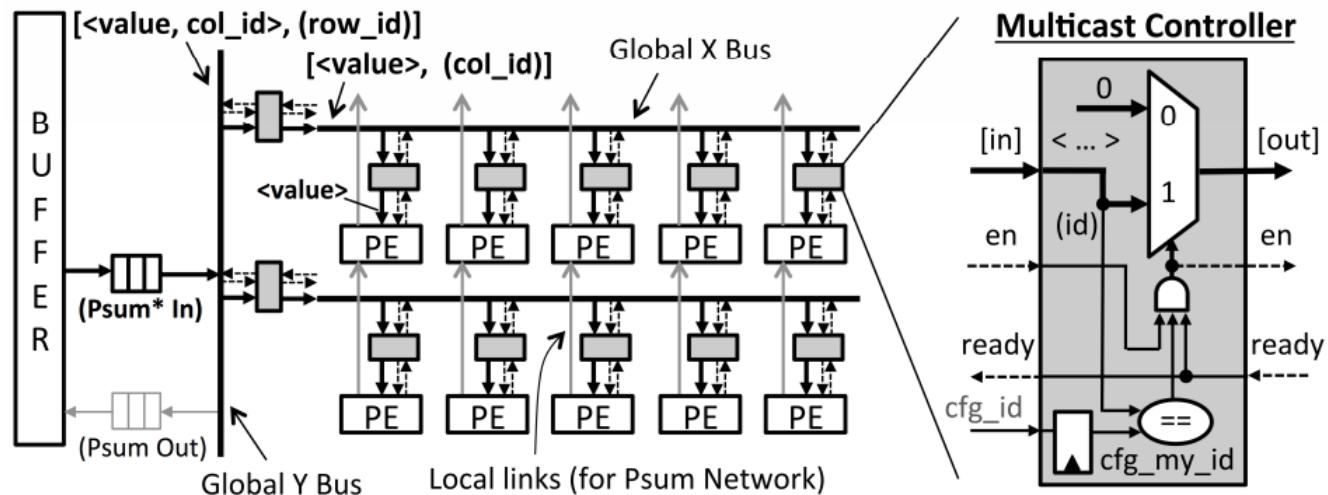 [<value, col_id>, (row_id)]
[<value>, (col_id)]
Global X Bus
BUFFER
<value>
PE PE PE PE PE
(Psum* In)
PE PE PE PE PE
(Psum Out)
Global Y Bus
Local links (for Psum Network)
Multicast Controller
0
0
[in]
< ... >
[out]
1
(id)
en
en
ready
ready
cfg_id
==
cfg_my_id